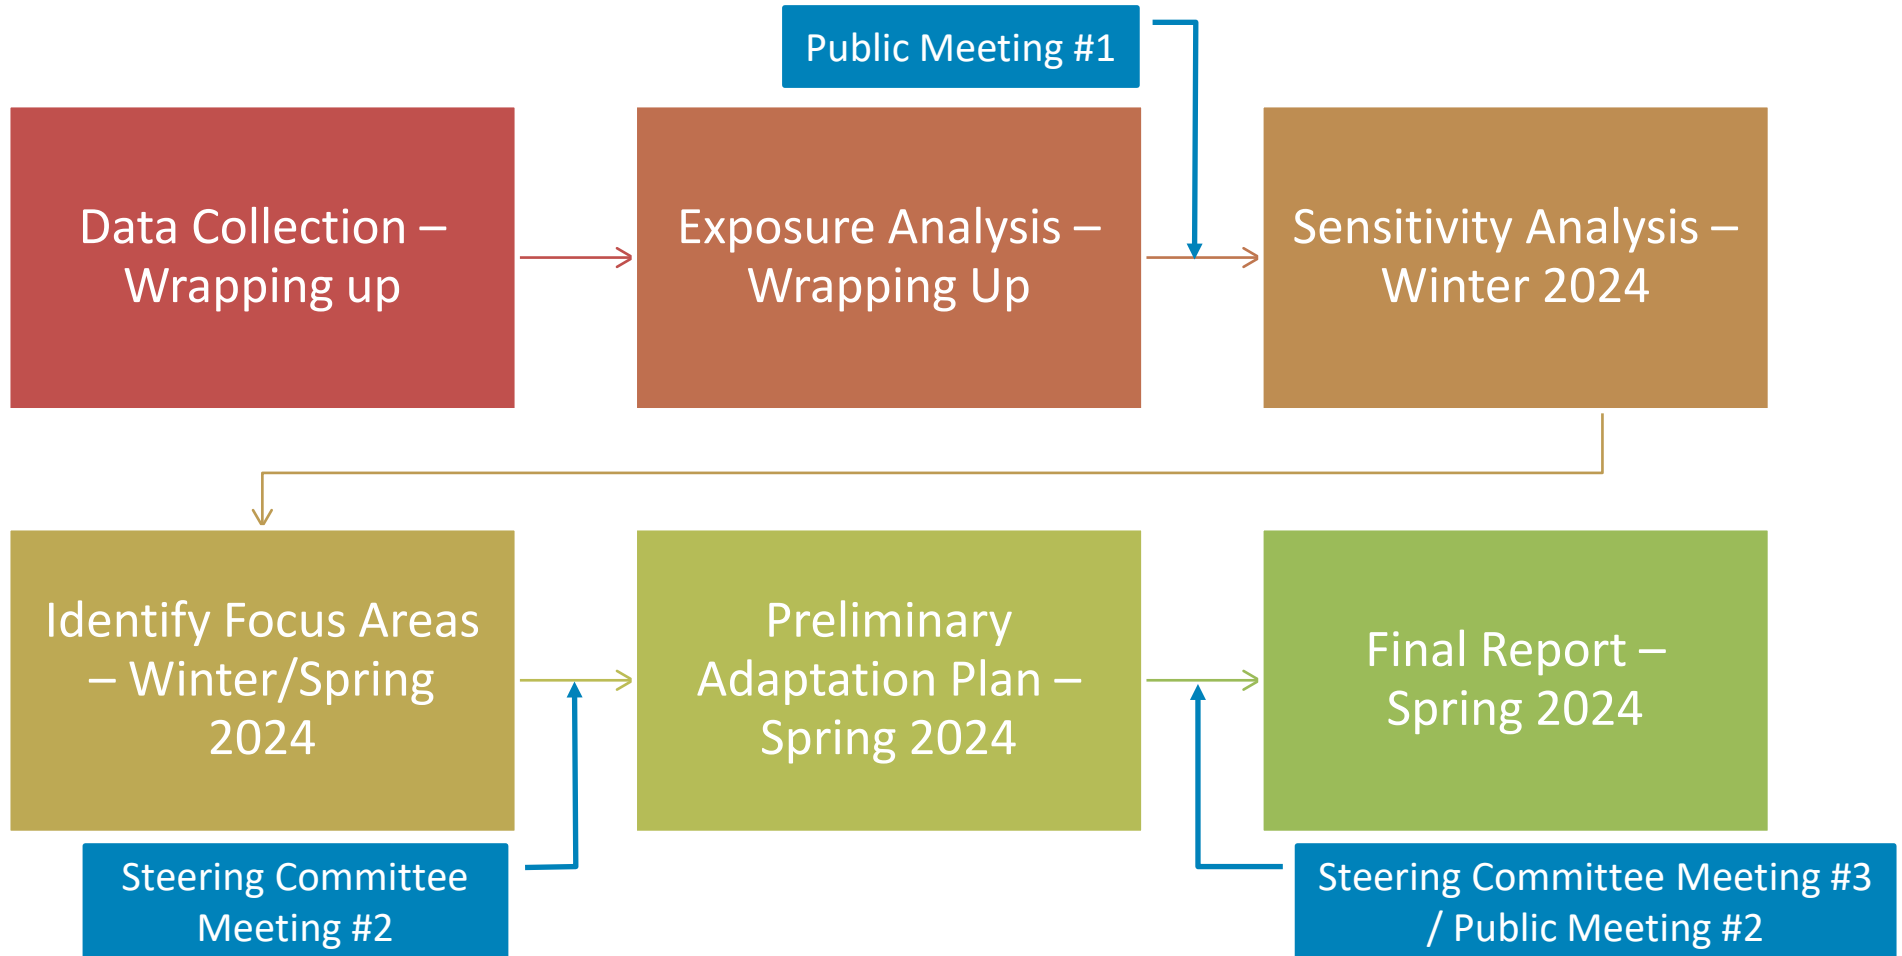 Public Meeting #1
Data Collection –
Wrapping up
Exposure Analysis –
Wrapping Up
Sensitivity Analysis –
Winter 2024
Identify Focus Areas
– Winter/Spring
2024
Preliminary
Adaptation Plan –
Spring 2024
Final Report –
Spring 2024
Steering Committee
Meeting #2
Steering Committee Meeting #3
/ Public Meeting #2